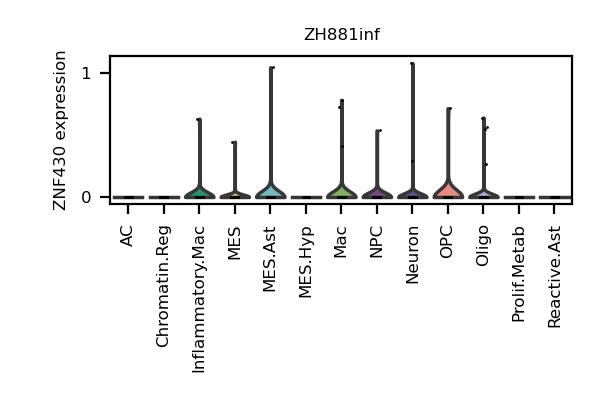 ZH881inf
ZNF430 expression
1
0
AC
Chromatin.Reg
Inflammatory.Mac
MES
MES.Ast
MES.Hyp
Mac
NPC
Neuron
OPC
Oligo
Prolif.Metab
Reactive.Ast